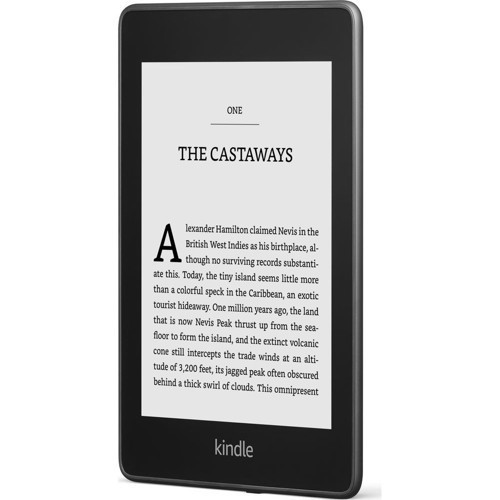 ONE
THE CASTAWAYS
Alexander Hamilton claimed Nevis in the
British West Indies as his birthplace, al-
though no surviving records substanti-
ate this. Today, the tiny island seems little more
than a colorful speck in the Caribbean, an exotic
tourist hideaway. One million years ago, the land
that is now Nevis Peak thrust up from the sea-
floor to form the island, and the extinct volcanic
cone still intercepts the trade winds at an alti-
tude of 3,200 feet, its jagged peak often obscured
behind a thick swirl of clouds. This omnipresent
kindle